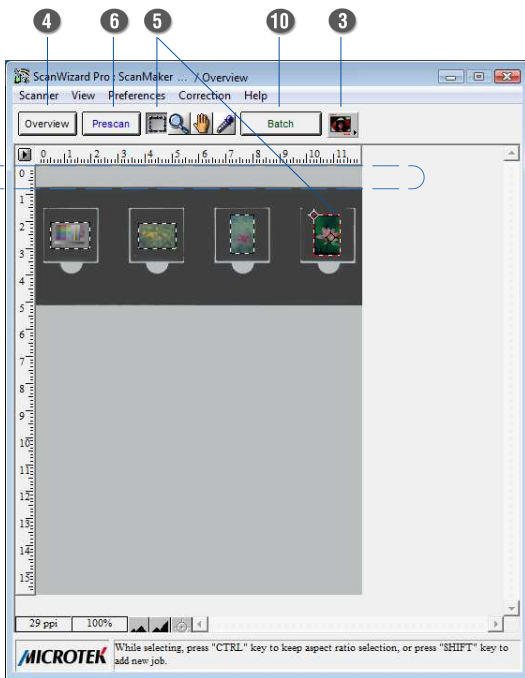 4 6 5 10 3
ScanWizard Pro : ScanMaker ... / Overview
Scanner View Preferences Correction Help
Overview Prescan Batch
0 1 2 3 4 5 6 7 8 9 10 11
0
1
2
3
4
5
6
7
8
9
10
11
12
13
14
15
29 ppi 100%
MICROTEK
While selecting, press "CTRL" key to keep aspect ratio selection, or press "SHIFT" key to
add new job.